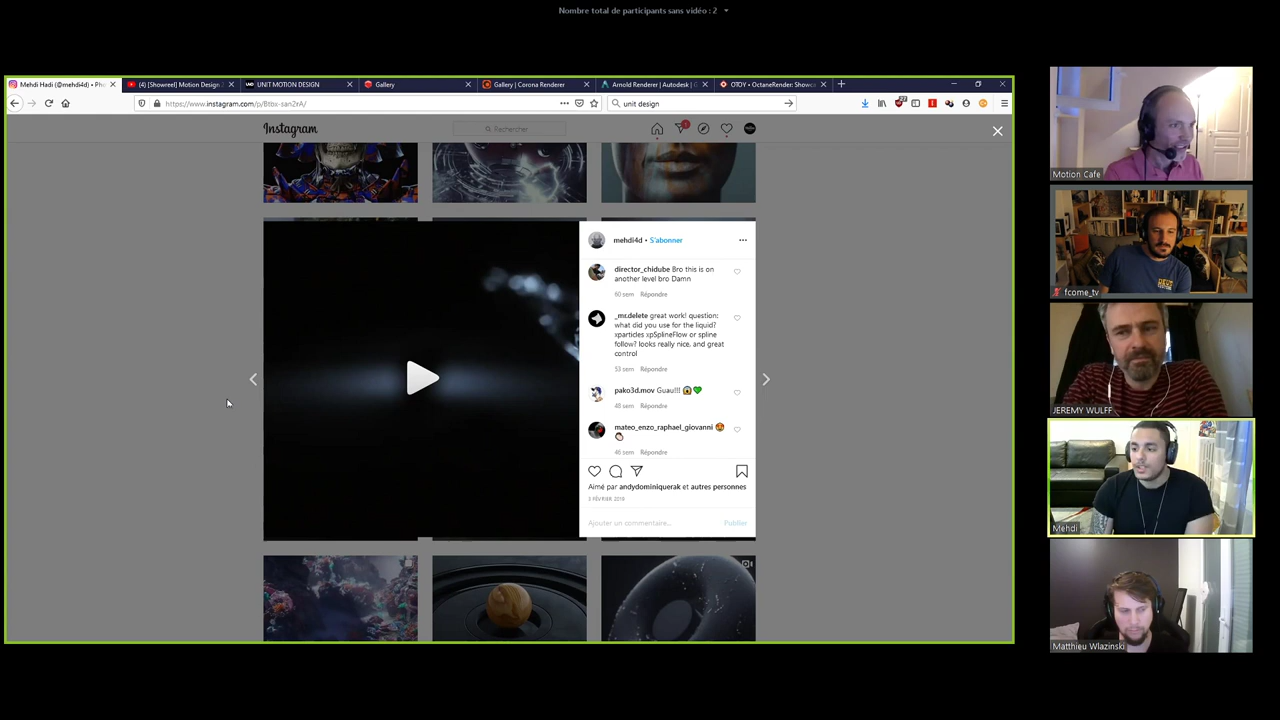 Nombre total de participants sans vidéo : 2
Mehdi Hadi (@mehdi4d) • Pho
(4) [Showreel] Motion Design
UNIT MOTION DESIGN
Gallery
Gallery | Corona Renderer
Arnold Renderer | Autodesk | G
OTOY • OctaneRender: Showc
https://www.instagram.com/p/Btbx-san2rA/
unit design
Instagram
Rechercher
mehdi4d • S'abonner
director_chidube Bro this is on
another level bro Damn
60 sem Répondre
_mr.delete great work! question:
what did you use for the liquid?
xparticles xpSplineFlow or spline
follow? looks really nice, and great
control
53 sem Répondre
pako3d.mov Guau!!! 😱💚
48 sem Répondre
mateo_enzo_raphael_giovanni
46 sem Répondre
Aimé par andydominiquerak et autres personnes
3 FÉVRIER 2019
Ajouter un commentaire...
Publier
Motion Cafe
fcome_tv
JEREMY WULFF
Mehdi
Matthieu Wlazinski